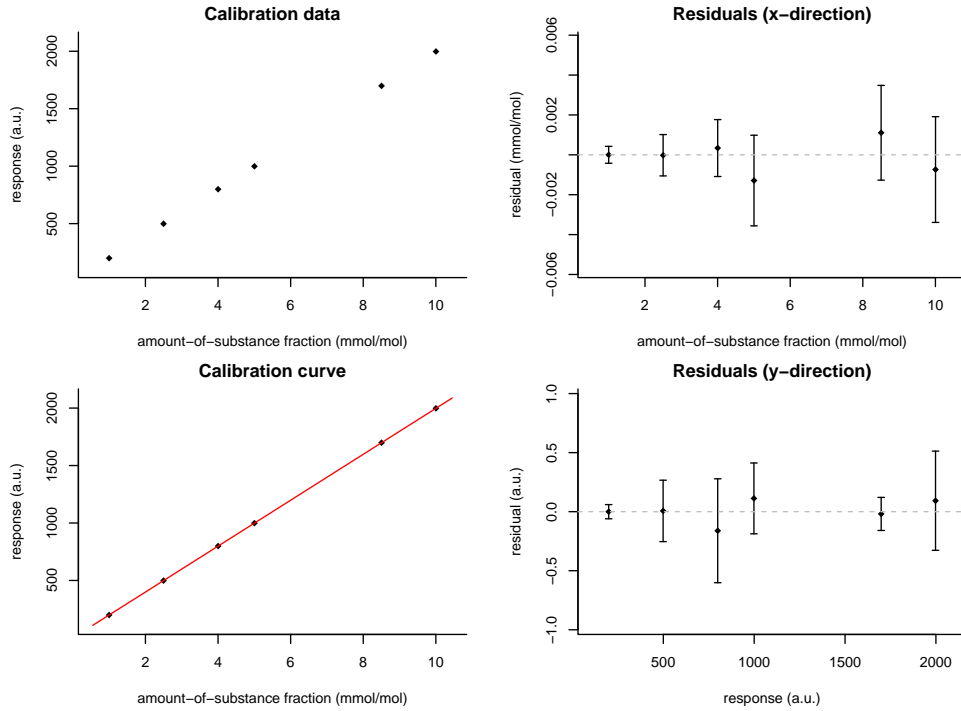 Calibration data
response (a.u.)
2000
1500
1000
500
2 4 6 8 10
amount−of−substance fraction (mmol/mol)
Residuals (x−direction)
residual (mmol/mol)
0.006
0.002
−0.002
−0.006
2 4 6 8 10
amount−of−substance fraction (mmol/mol)
Calibration curve
response (a.u.)
2000
1500
1000
500
2 4 6 8 10
amount−of−substance fraction (mmol/mol)
Residuals (y−direction)
residual (a.u.)
1.0
0.5
0.0
−0.5
−1.0
500 1000 1500 2000
response (a.u.)